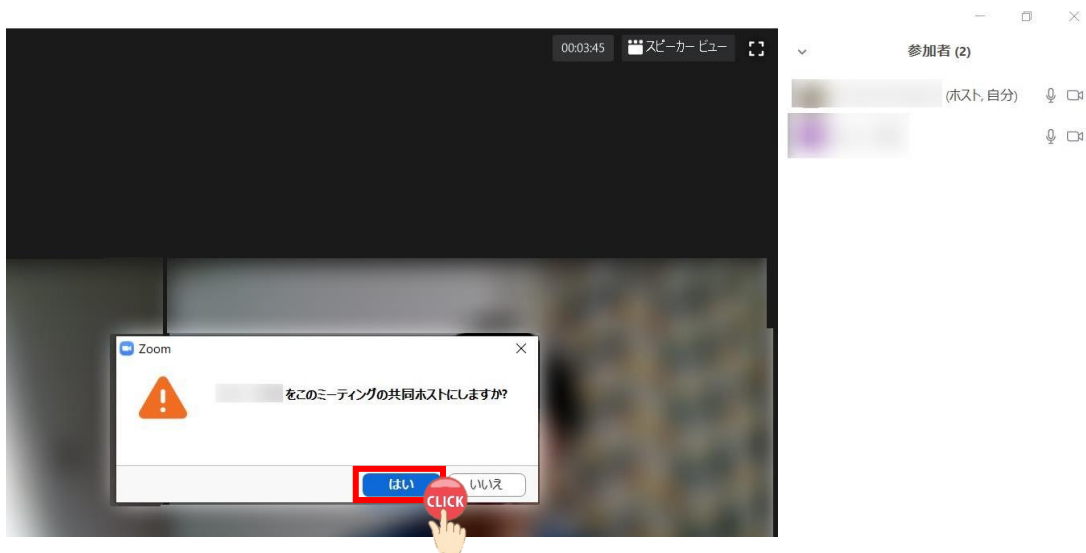 00:03:45 スピーカー ビュー
参加者 (2)
(ホスト, 自分)
Zoom
をこのミーティングの共同ホストにしますか?
はい いいえ
CLICK